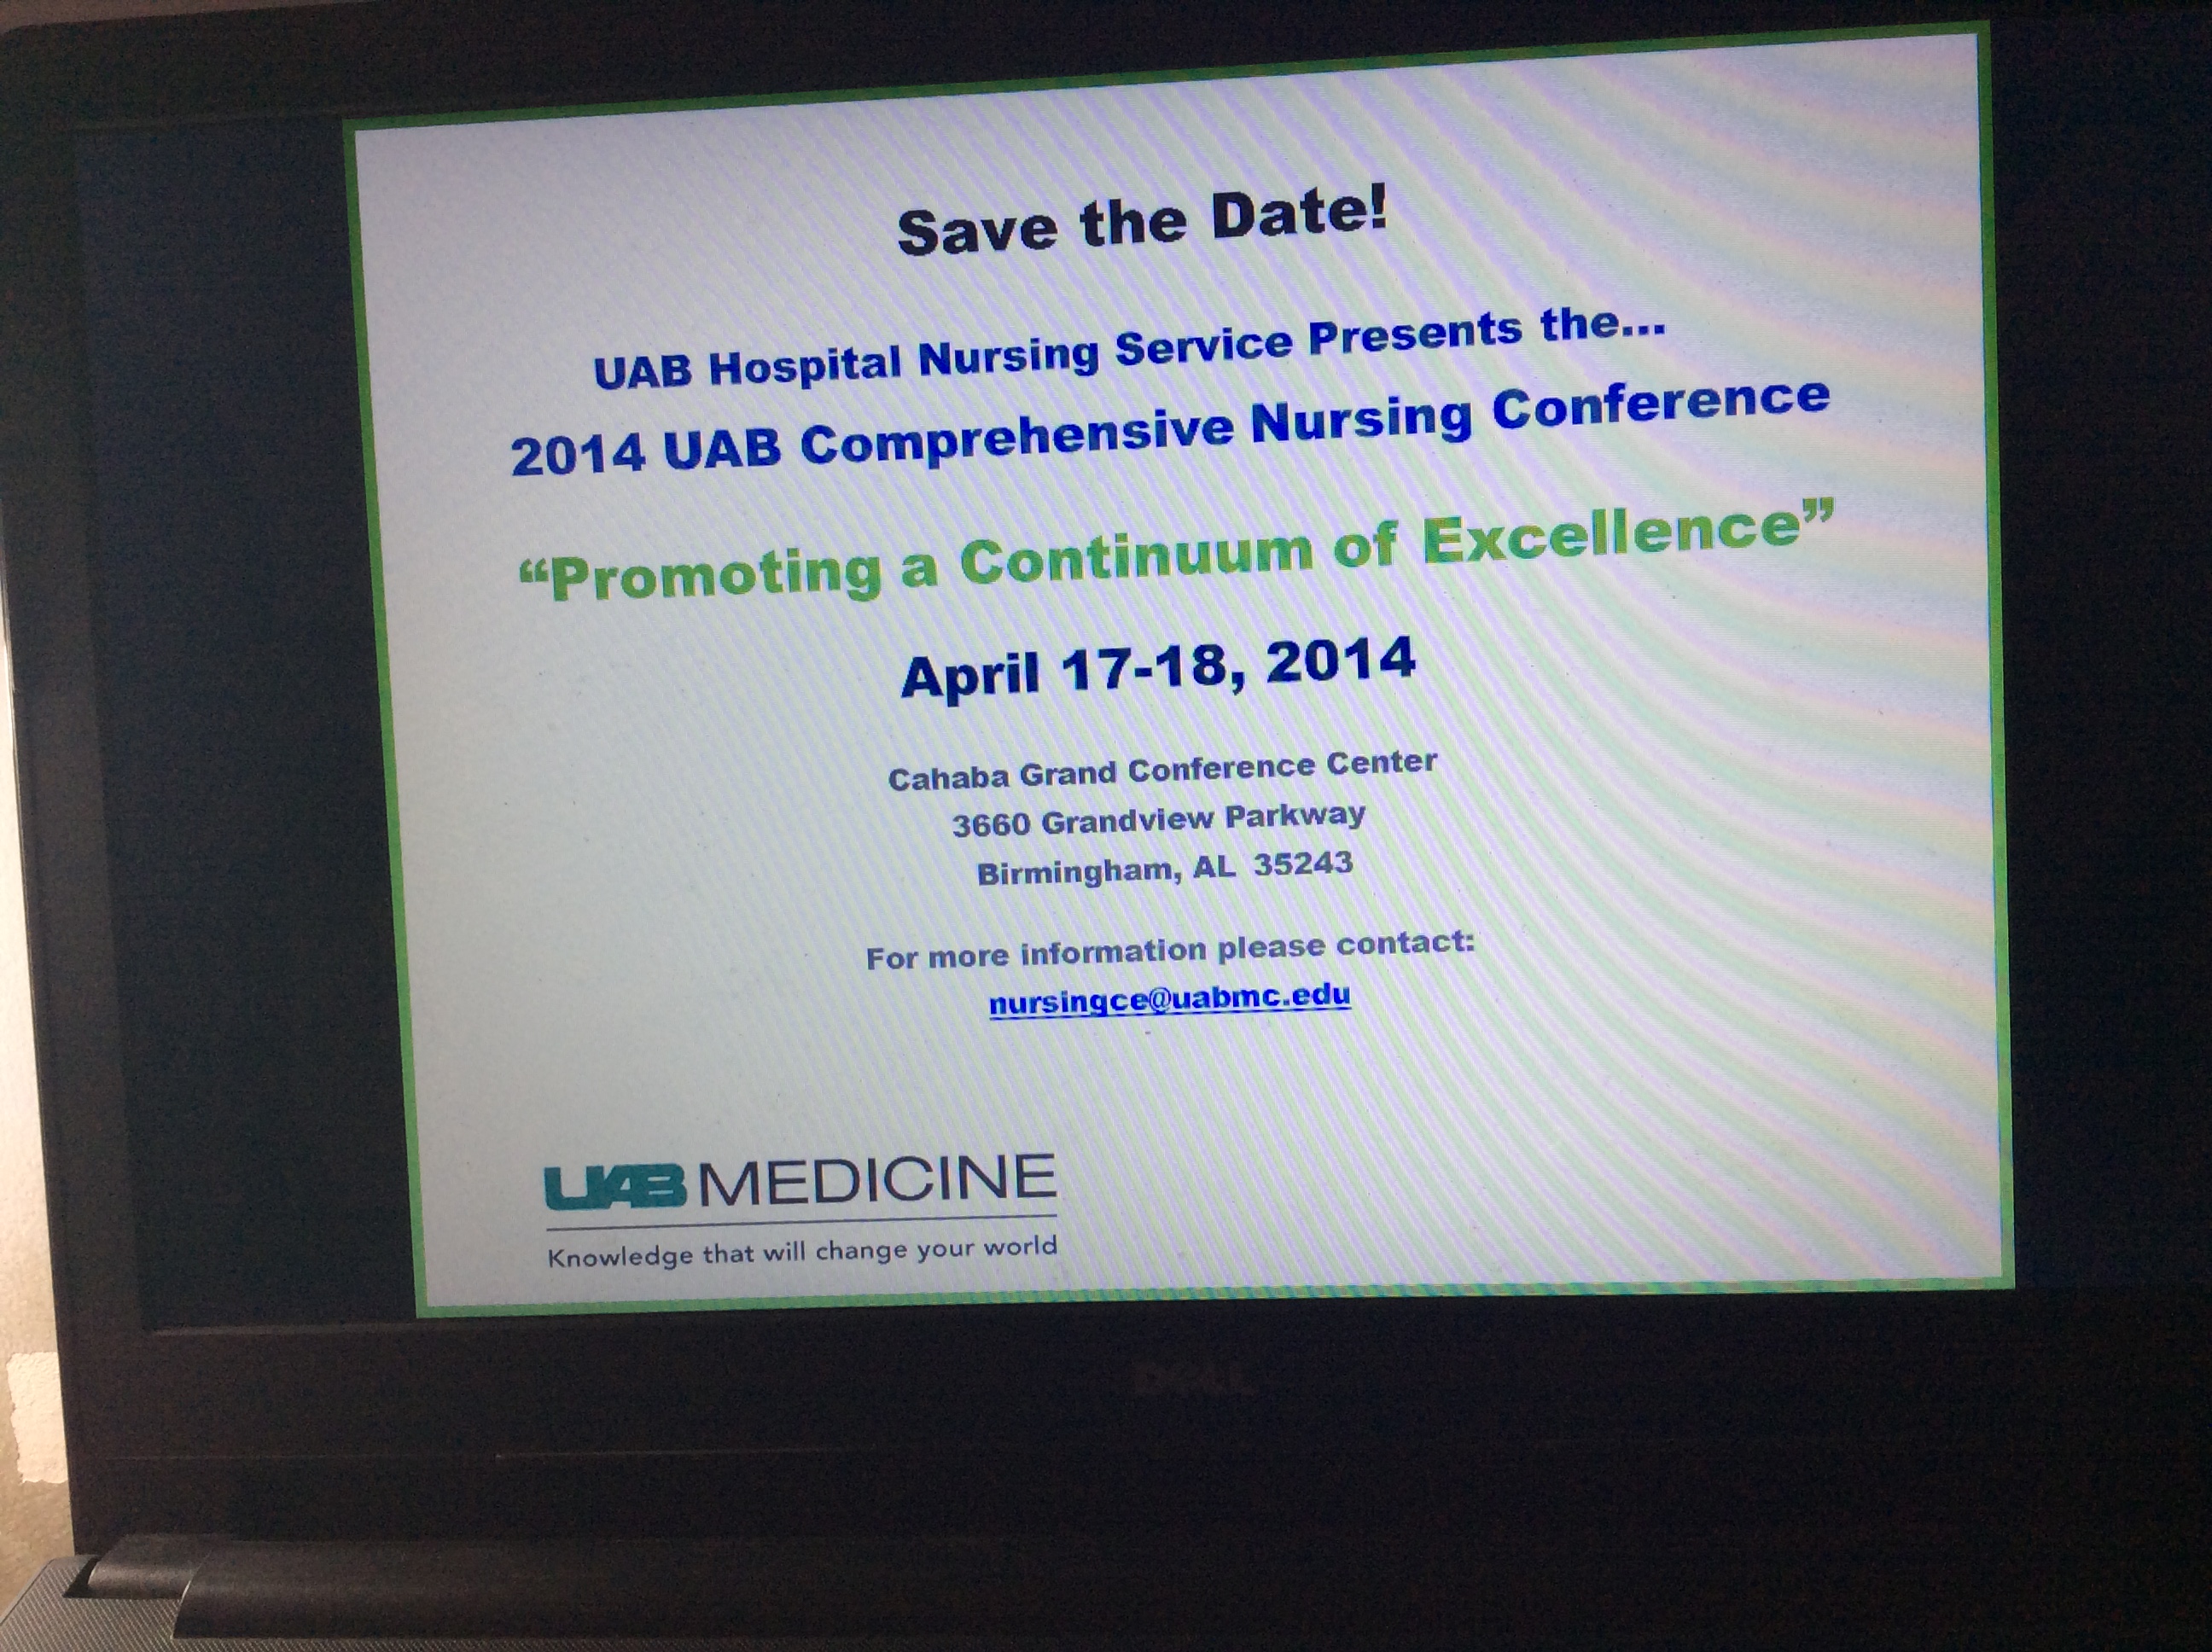 Save the Date!
UAB Hospital Nursing Service Presents the...
2014 UAB Comprehensive Nursing Conference
“Promoting a Continuum of Excellence”
April 17-18, 2014
Cahaba Grand Conference Center
3660 Grandview Parkway
Birmingham, AL 35243
For more information please contact:
nursingce@uabmc.edu
UAB MEDICINE
Knowledge that will change your world
DELL